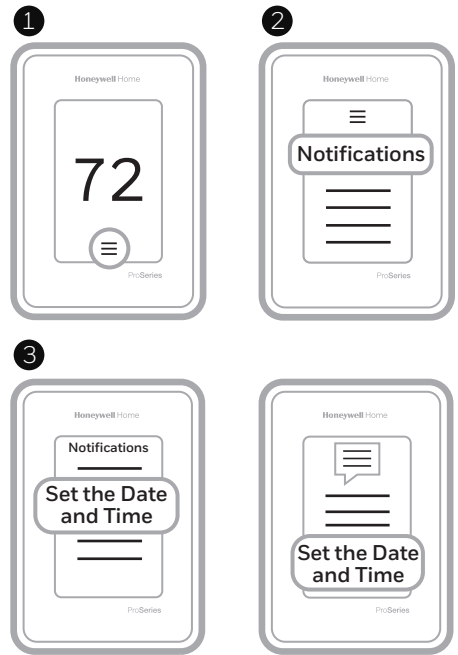 1
Honeywell Home
72
ProSeries
2
Honeywell Home
Notifications
ProSeries
3
Honeywell Home
Notifications
Set the Date
and Time
ProSeries
Honeywell Home
Set the Date
and Time
ProSeries